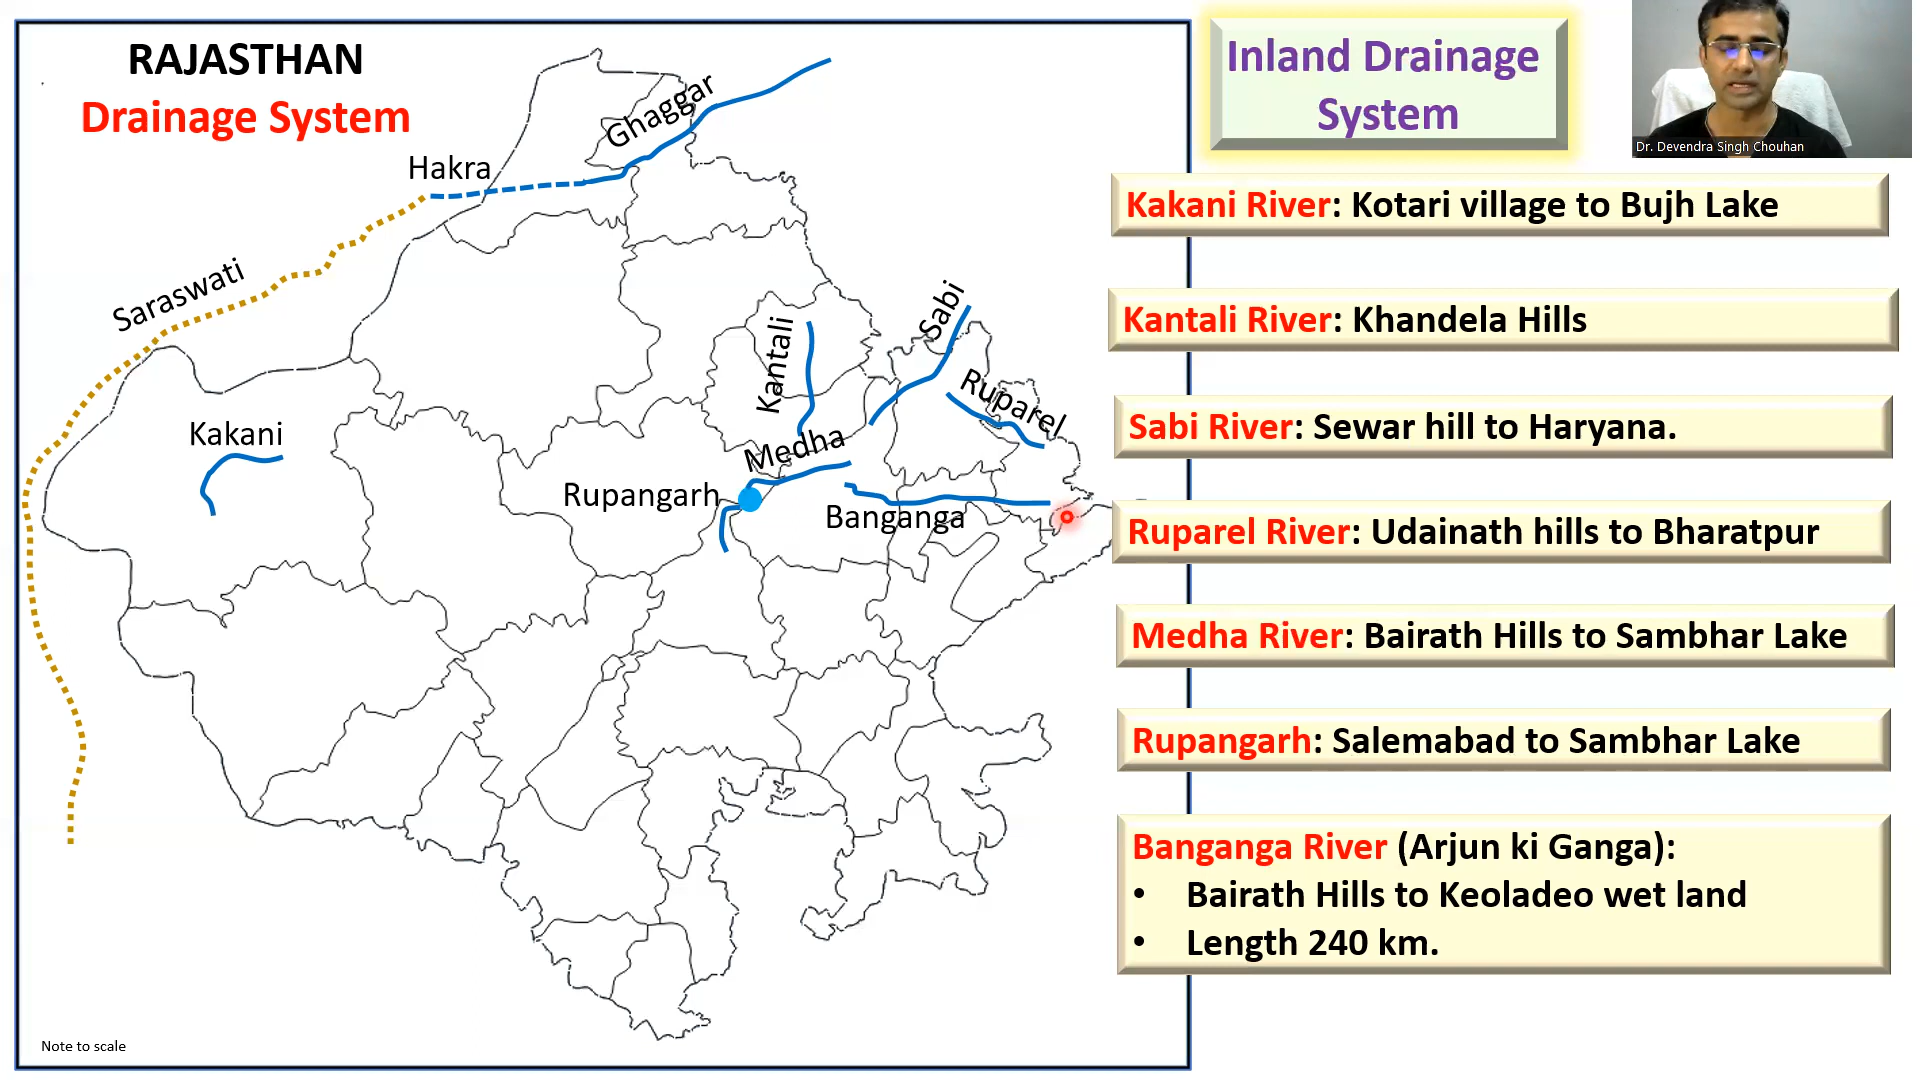 RAJASTHAN
Drainage System
Inland Drainage
System
Dr. Devendra Singh Chouhan
Ghaggar
Hakra
Saraswati
Kakani
Kantali
Sabi
Ruparel
Medha
Rupangarh
Banganga
Note to scale
Kakani River: Kotari village to Bujh Lake
Kantali River: Khandela Hills
Sabi River: Sewar hill to Haryana.
Ruparel River: Udainath hills to Bharatpur
Medha River: Bairath Hills to Sambhar Lake
Rupangarh: Salemabad to Sambhar Lake
Banganga River (Arjun ki Ganga):
• Bairath Hills to Keoladeo wet land
• Length 240 km.